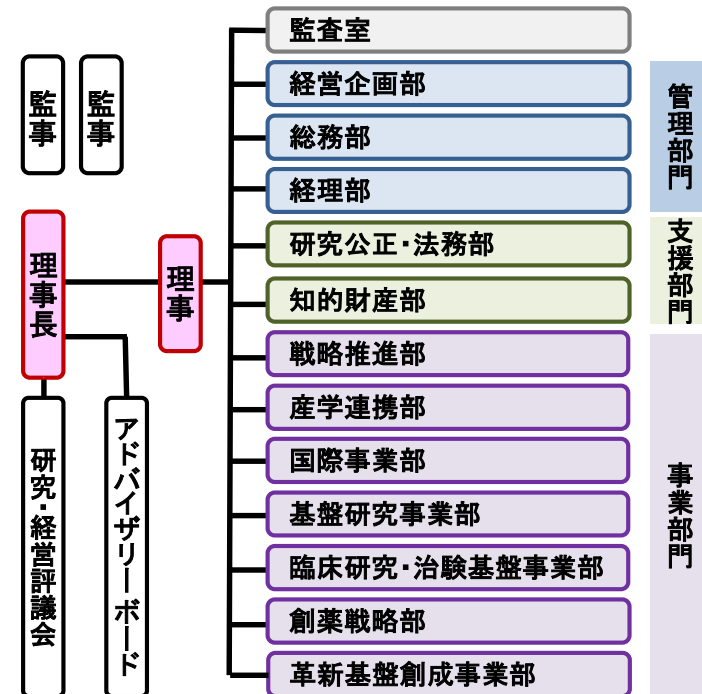 監事
監事
理事長
理事
研究・経営評議会
アドバイザリーボード
監査室
経営企画部
総務部
経理部
研究公正・法務部
知的財産部
戦略推進部
産学連携部
国際事業部
基盤研究事業部
臨床研究・治験基盤事業部
創薬戦略部
革新基盤創成事業部
管理部門
支援部門
事業部門